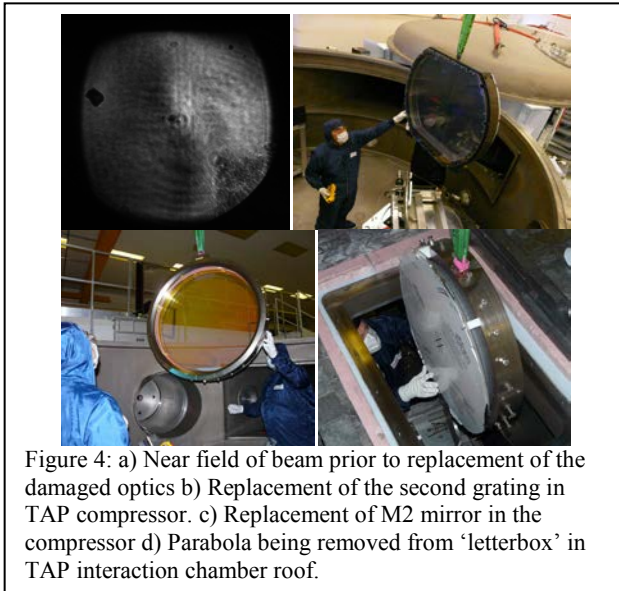 Figure 4: a) Near field of beam prior to replacement of the
damaged optics b) Replacement of the second grating in
TAP compressor. c) Replacement of M2 mirror in the
compressor d) Parabola being removed from ‘letterbox’ in
TAP interaction chamber roof.